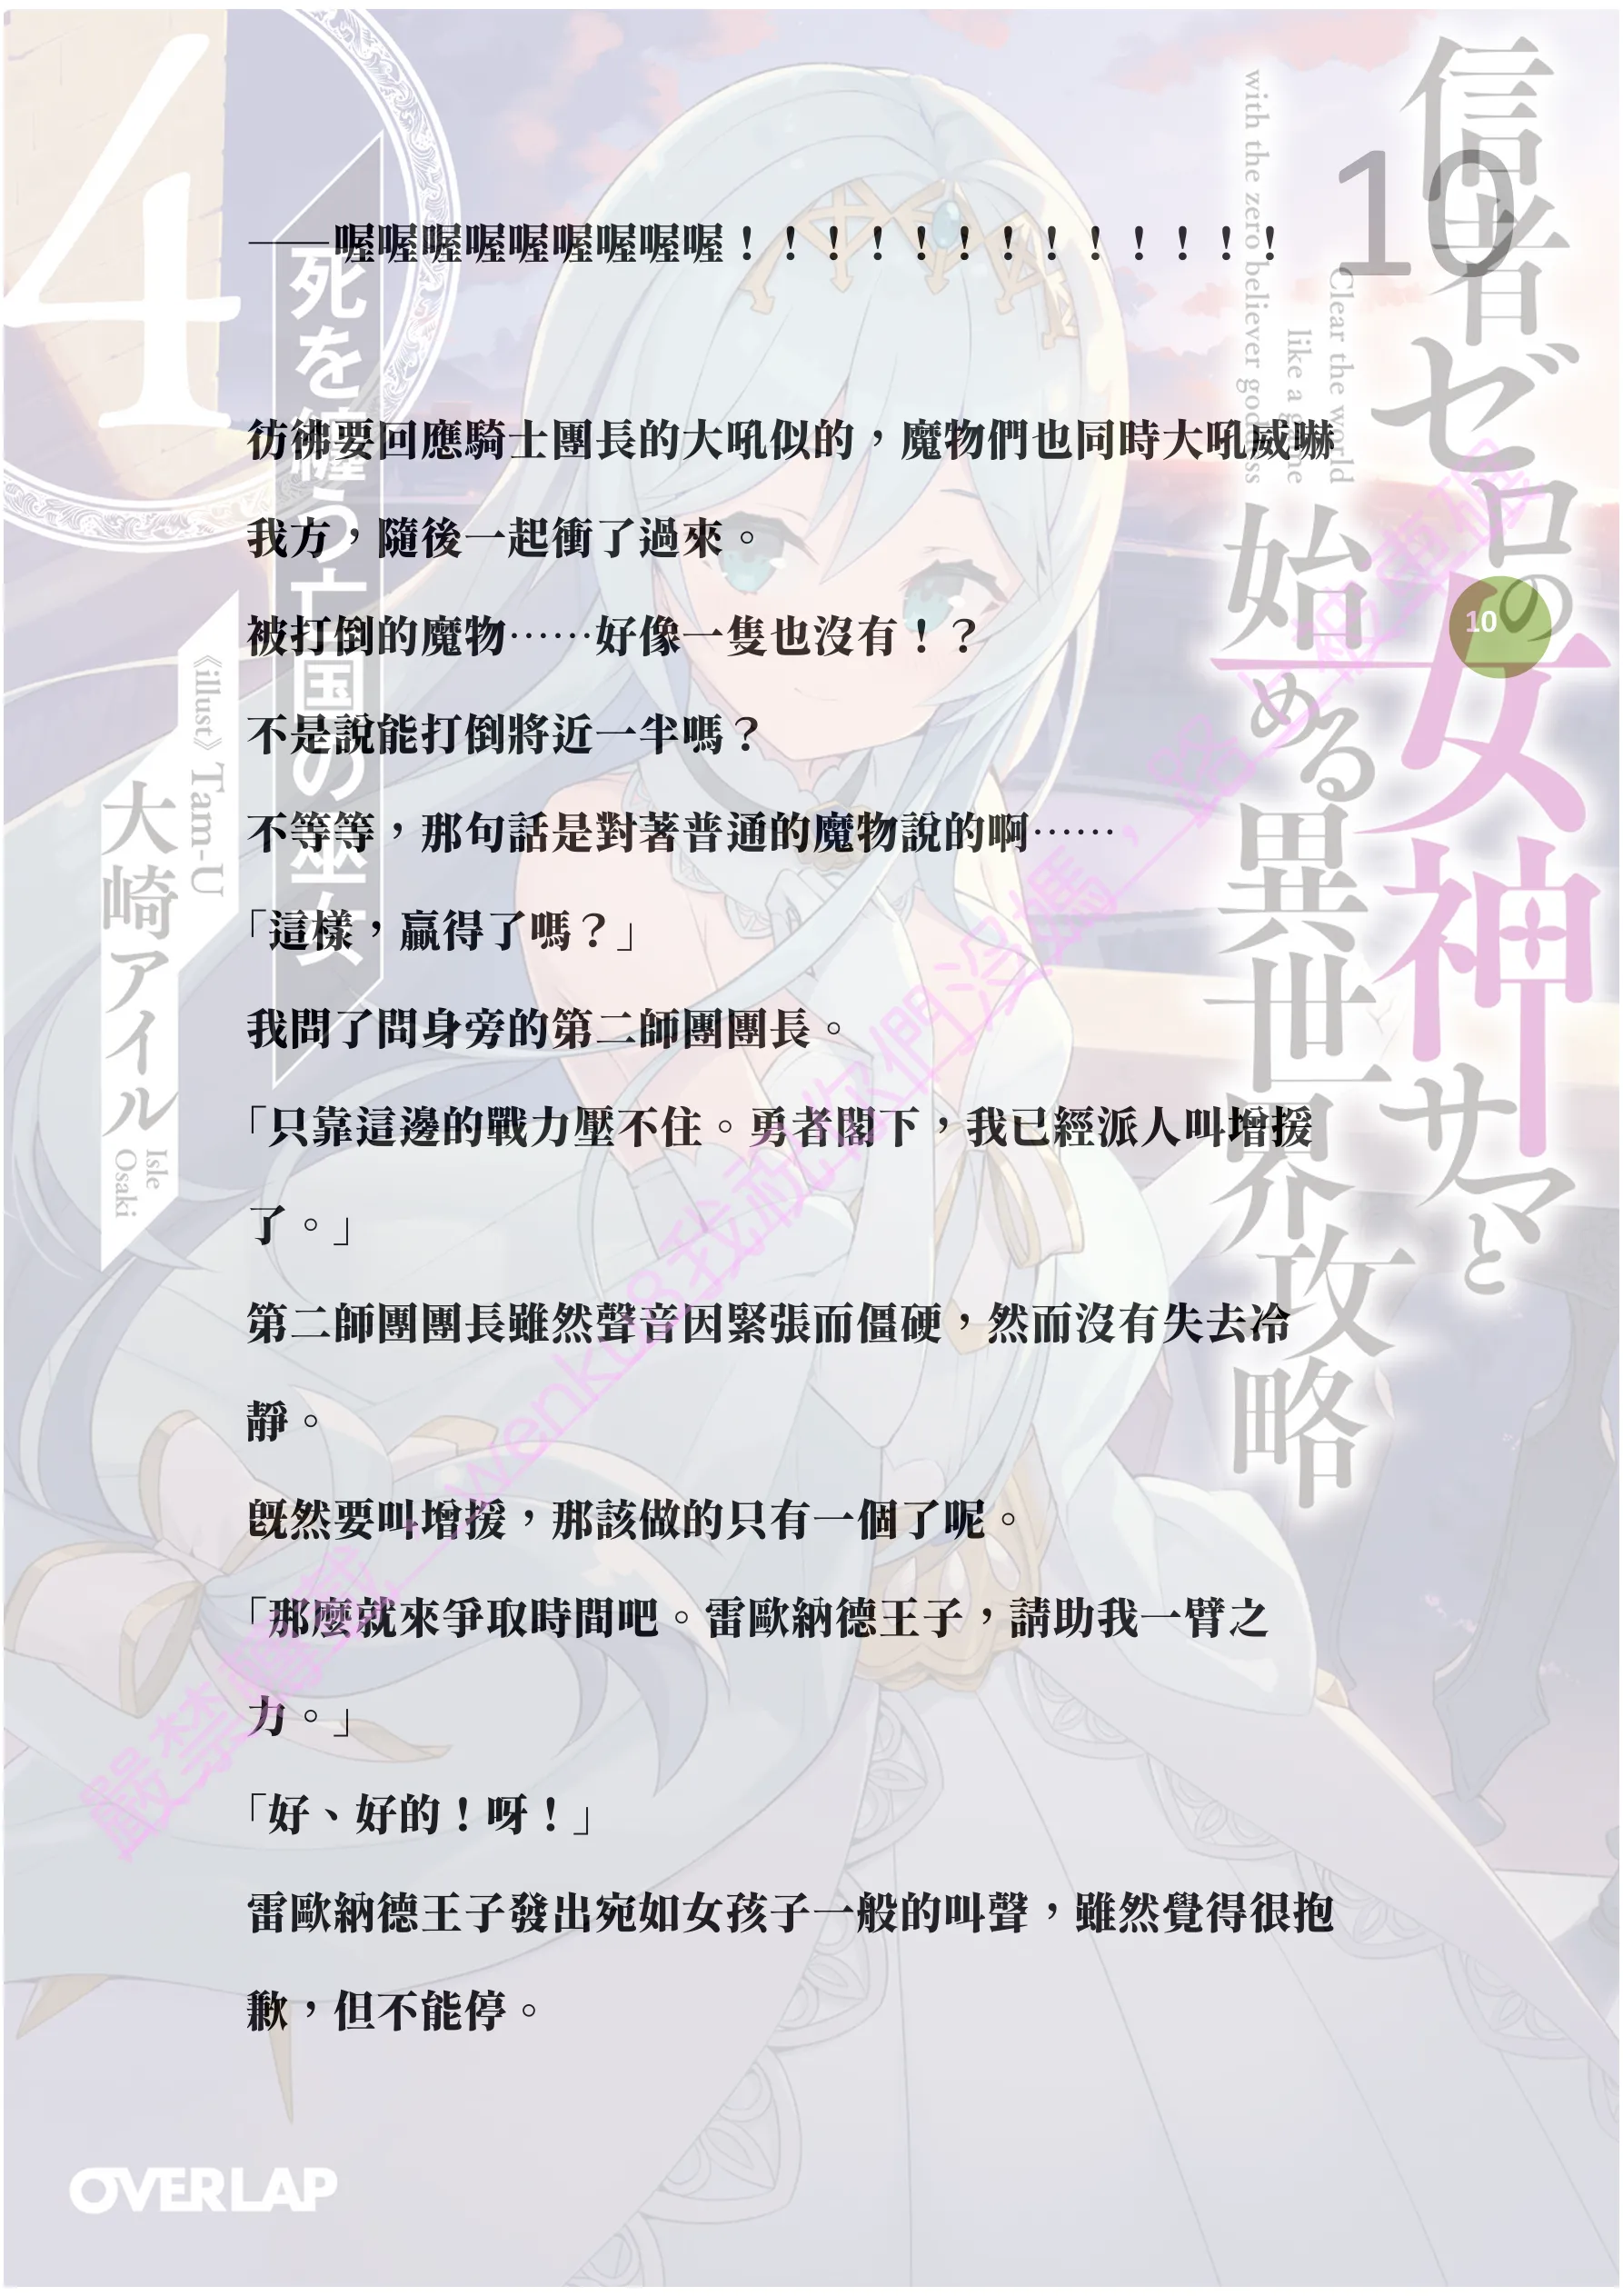 ——喔喔喔喔喔喔喔喔喔！！！！！！！！！！！！！
彷彿要回應騎士團長的大吼似的，魔物們也同時大吼威嚇
我方，隨後一起衝了過來。
被打倒的魔物……好像一隻也沒有！？
不是說能打倒將近一半嗎？
不等等，那句話是對著普通的魔物說的啊……
「這樣，贏得了嗎？」
我問了問身旁的第二師團團長。
「只靠這邊的戰力壓不住。勇者閣下，我已經派人叫增援
了。」
第二師團團長雖然聲音因緊張而僵硬，然而沒有失去冷
靜。
既然要叫增援，那該做的只有一個了呢。
「那麼就來爭取時間吧。雷歐納德王子，請助我一臂之
力。」
「好、好的！呀！」
雷歐納德王子發出宛如女孩子一般的叫聲，雖然覺得很抱
歉，但不能停。
信者ゼロの
女神サマと
始める異世界攻略
Clear the world
like a game
with the zero believer goddess
10
10
4
死を纏う亡国の巫女
《illust》Tam-U
大崎アイル
Isle
Osaki
OVERLAP